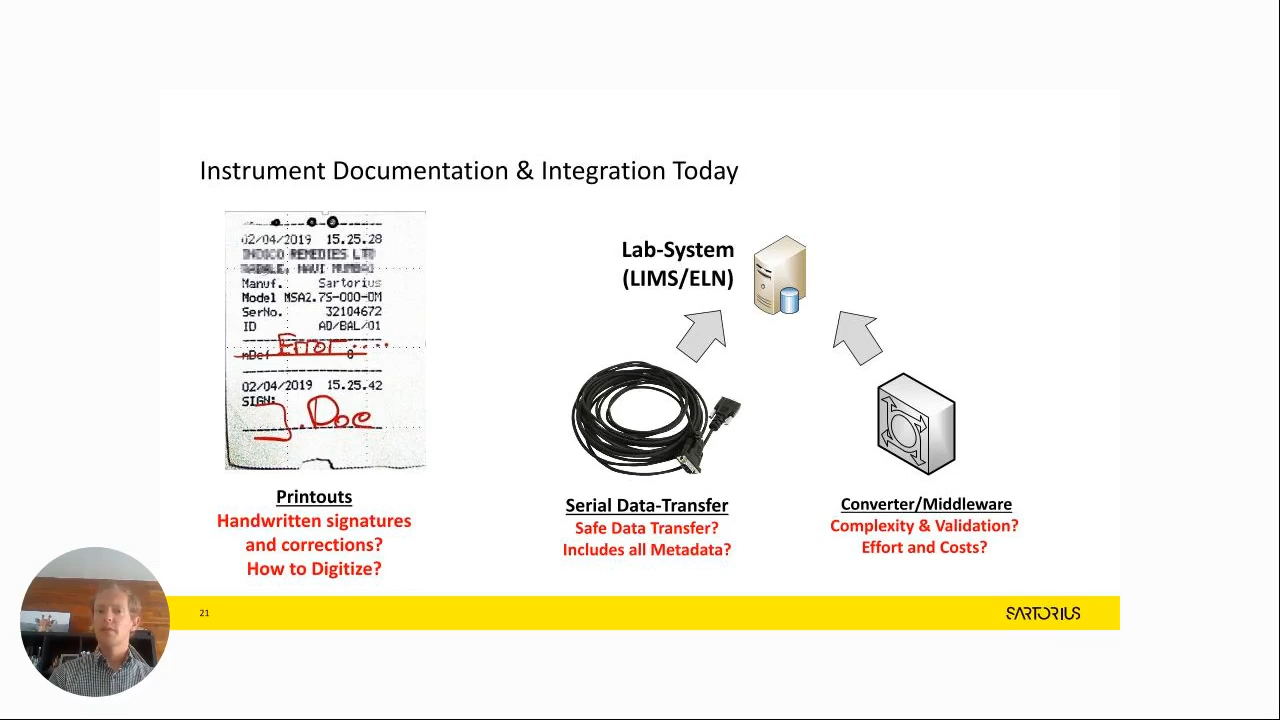 Instrument Documentation & Integration Today
02/04/2019 15.25.28
Manuf. Sartorius
Model MSA2.7S-000-DM
SerNo. 32104672
ID AD/BAL/01
Error....
nDef 0
02/04/2019 15.25.42
SIGN:
J.Doe
Printouts
Handwritten signatures
and corrections?
How to Digitize?
Lab-System
(LIMS/ELN)
Serial Data-Transfer
Safe Data Transfer?
Includes all Metadata?
Converter/Middleware
Complexity & Validation?
Effort and Costs?
21
SARTORIUS